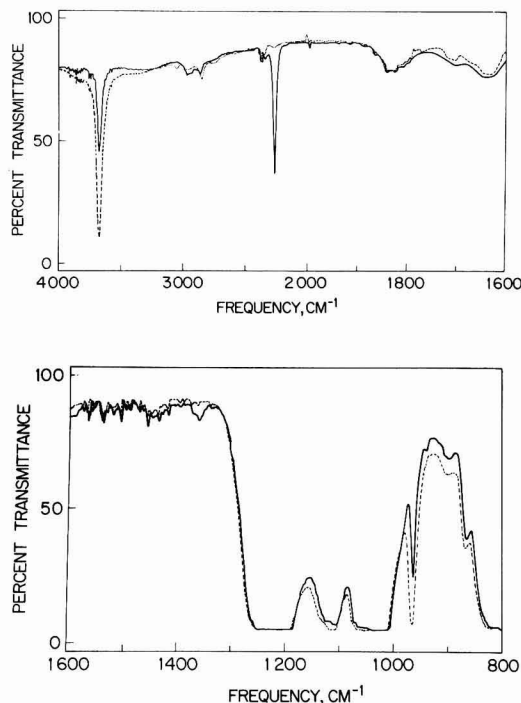 100
50
0
PERCENT TRANSMITTANCE
4000 3000 2000 1800 1600
FREQUENCY, CM-1
100
50
0
PERCENT TRANSMITTANCE
1600 1400 1200 1000 800
FREQUENCY, CM-1